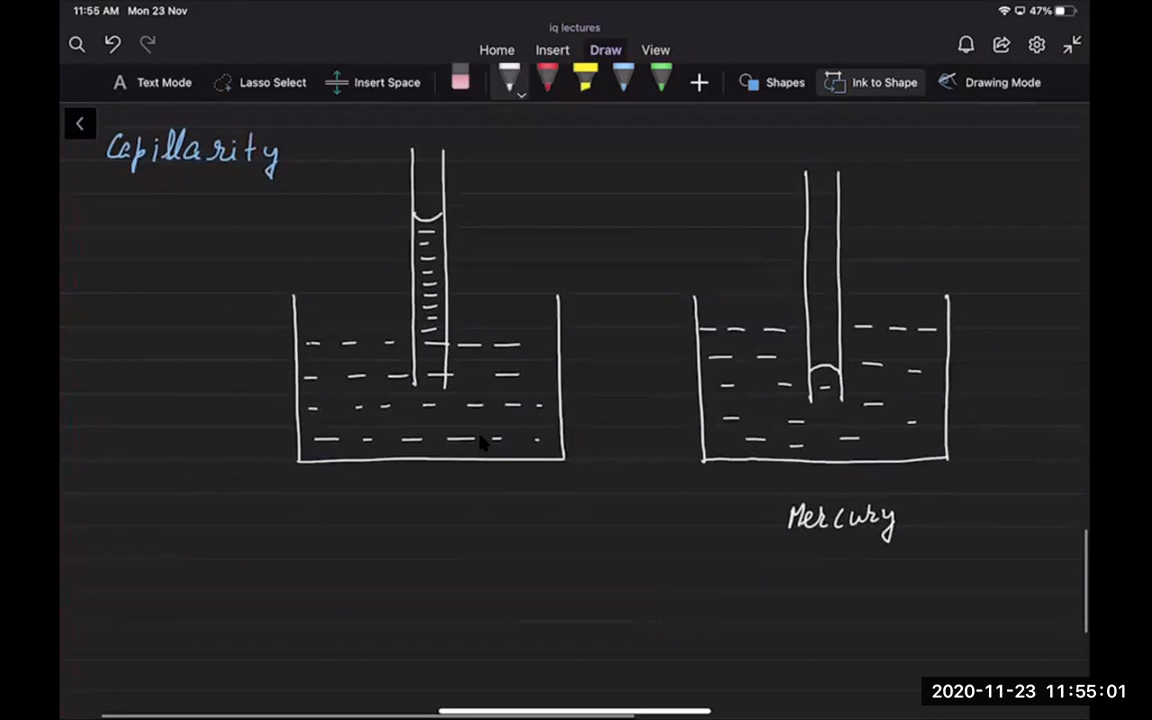 11:55 AM Mon 23 Nov
47%
iq lectures
Home Insert Draw View
Text Mode Lasso Select Insert Space Shapes Ink to Shape Drawing Mode
Capillarity
Mercury
2020-11-23 11:55:01